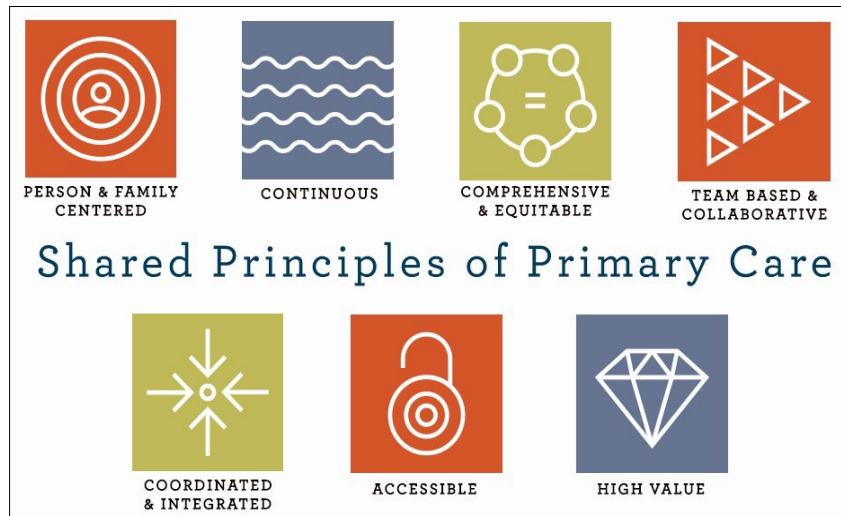 PERSON & FAMILY
CENTERED
CONTINUOUS
COMPREHENSIVE
& EQUITABLE
TEAM BASED &
COLLABORATIVE
Shared Principles of Primary Care
COORDINATED
& INTEGRATED
ACCESSIBLE
HIGH VALUE